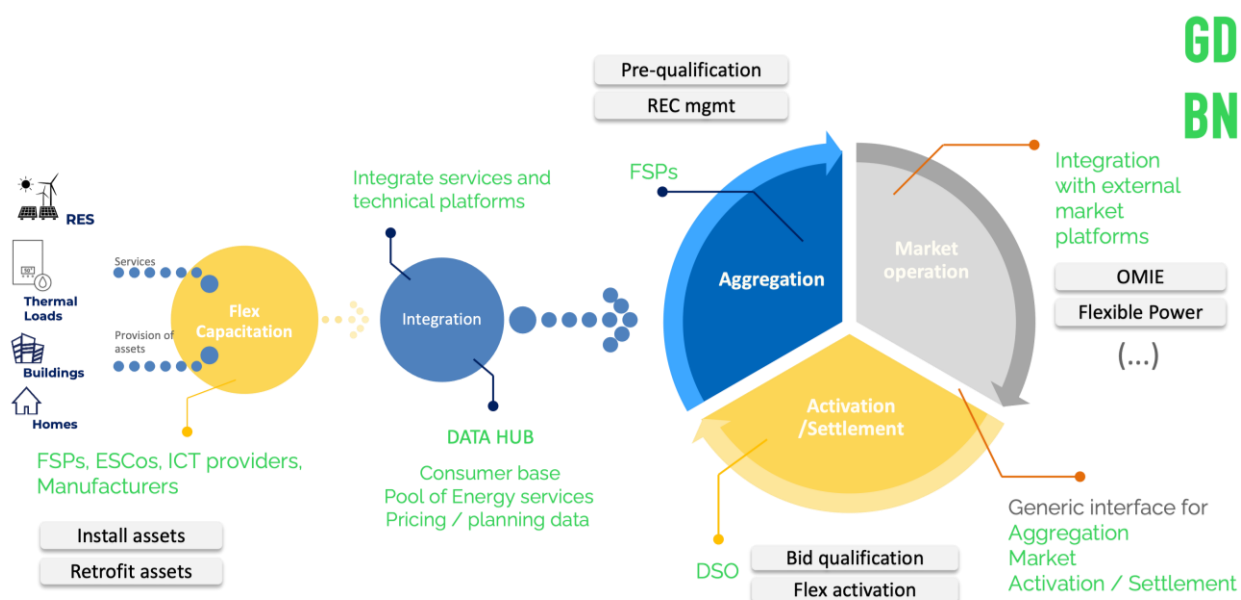 GD
BN
Pre-qualification
REC mgmt
RES
Thermal
Loads
Buildings
Homes
Services
Provision of
assets
Flex
Capacitation
FSPs, ESCos, ICT providers,
Manufacturers
Install assets
Retrofit assets
Integrate services and
technical platforms
Integration
DATA HUB
Consumer base
Pool of Energy services
Pricing / planning data
FSPs
Aggregation
Market
operation
Activation
/Settlement
Integration
with external
market
platforms
OMIE
Flexible Power
(...)
DSO
Bid qualification
Flex activation
Generic interface for
Aggregation
Market
Activation / Settlement